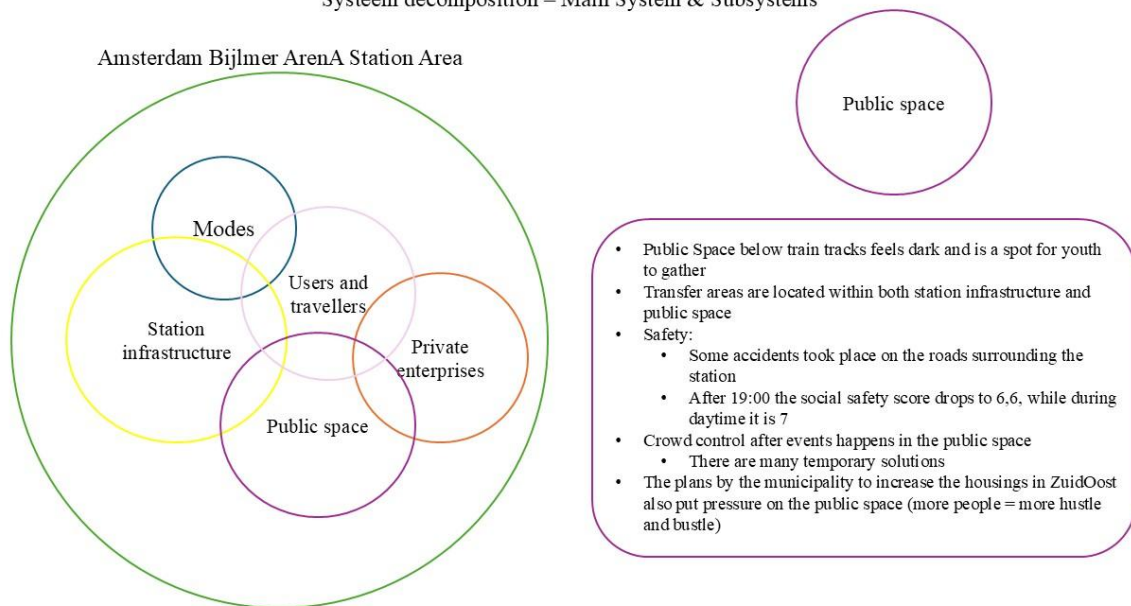 Systeem decomposition – Main System & Subsystems
Amsterdam Bijlmer ArenA Station Area
Modes
Users and
travellers
Station
infrastructure
Private
enterprises
Public space
Public space
• Public Space below train tracks feels dark and is a spot for youth
to gather
• Transfer areas are located within both station infrastructure and
public space
• Safety:
• Some accidents took place on the roads surrounding the
station
• After 19:00 the social safety score drops to 6,6, while during
daytime it is 7
• Crowd control after events happens in the public space
• There are many temporary solutions
• The plans by the municipality to increase the housings in ZuidOost
also put pressure on the public space (more people = more hustle
and bustle)